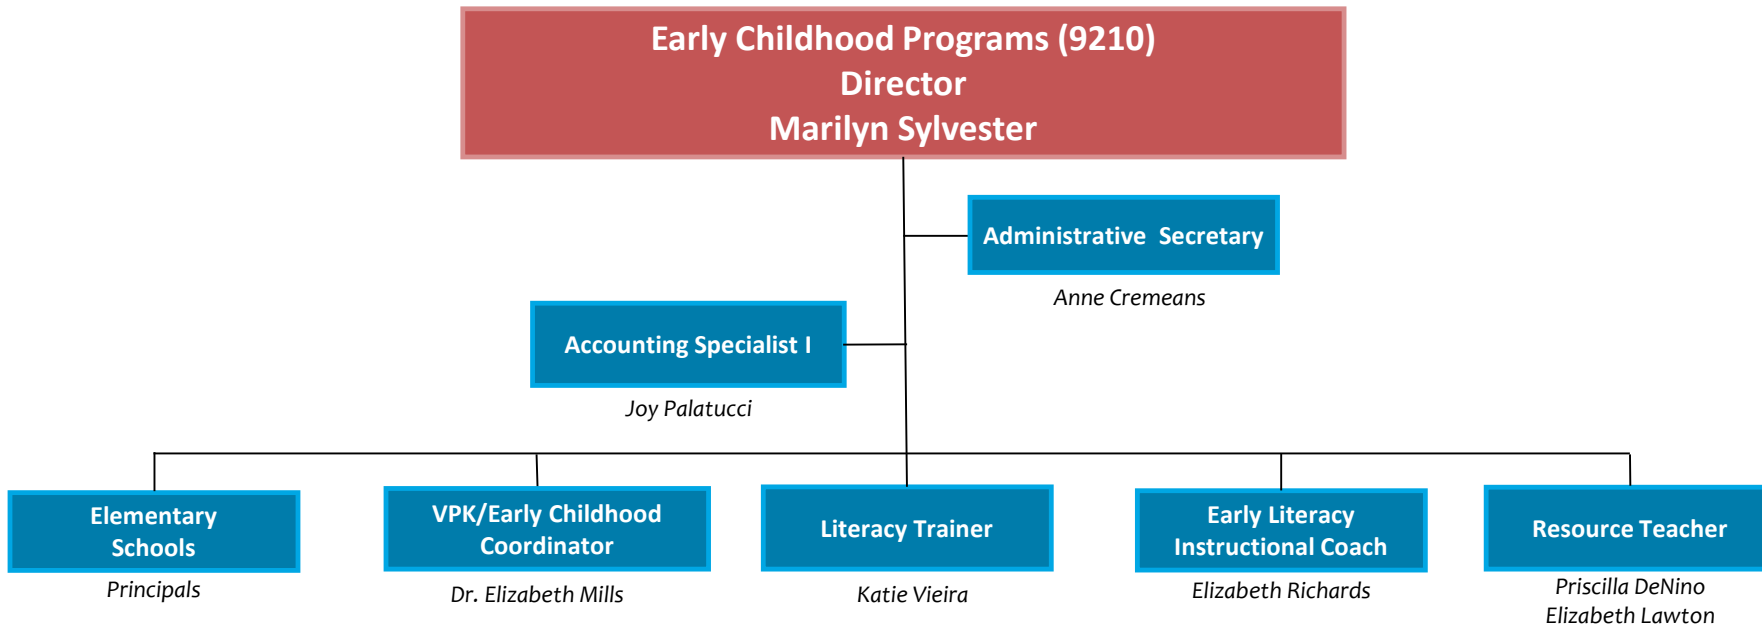 Early Childhood Programs (9210)
Director
Marilyn Sylvester
Administrative Secretary
Anne Cremeans
Accounting Specialist I
Joy Palatucci
Elementary
Schools
Principals
VPK/Early Childhood
Coordinator
Dr. Elizabeth Mills
Literacy Trainer
Katie Vieira
Early Literacy
Instructional Coach
Elizabeth Richards
Resource Teacher
Priscilla DeNino
Elizabeth Lawton